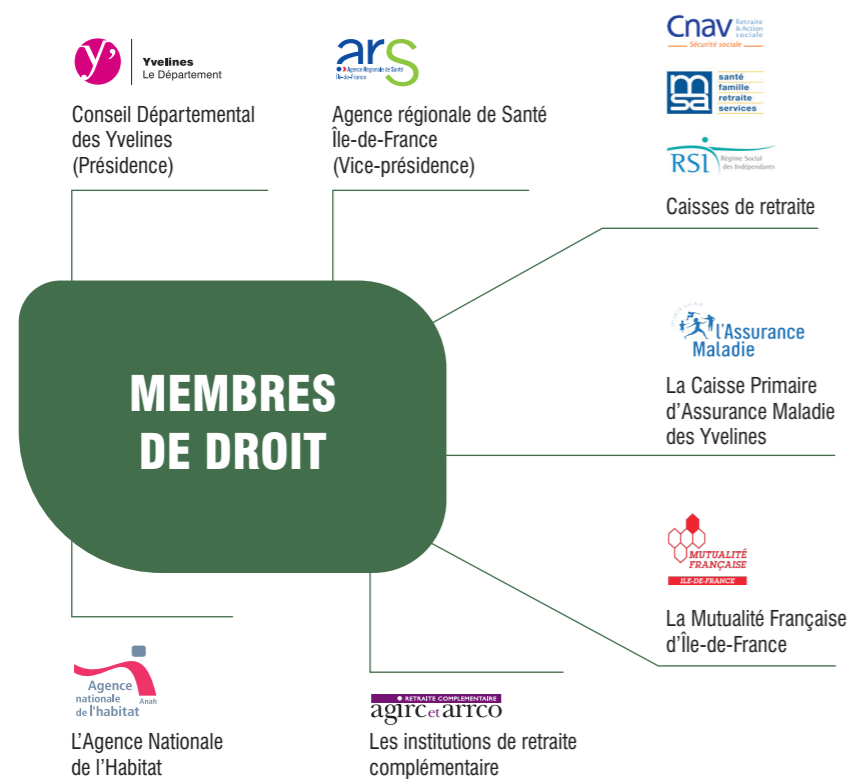 Yvelines
Le Département
Conseil Départemental
des Yvelines
(Présidence)
ars
Agence Régionale de Santé
Île-de-France
Agence régionale de Santé
Île-de-France
(Vice-présidence)
Cnav Retraite
& Action
sociale
Sécurité sociale
msa
santé
famille
retraite
services
RSI Régime Social
des Indépendants
Caisses de retraite
l'Assurance
Maladie
La Caisse Primaire
d'Assurance Maladie
des Yvelines
MEMBRES
DE DROIT
MUTUALITÉ
FRANÇAISE
ILE-DE-FRANCE
La Mutualité Française
d'Île-de-France
Agence
nationale
de l'habitat
Anah
L'Agence Nationale
de l'Habitat
RETRAITE COMPLEMENTAIRE
agirc et arrco
Les institutions de retraite
complémentaire